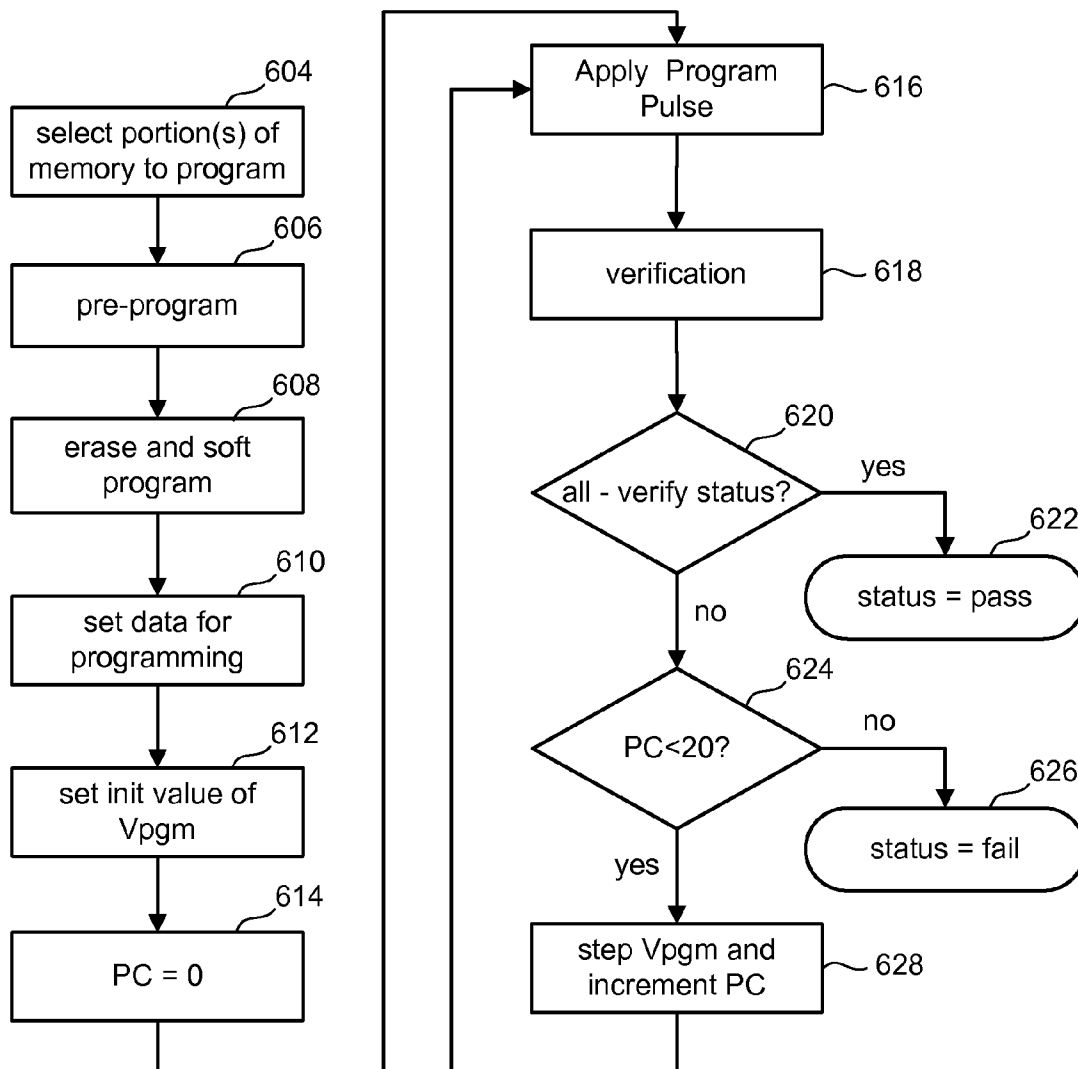 604
select portion(s) of
memory to program
606
pre-program
608
erase and soft
program
610
set data for
programming
612
set init value of
Vpgm
614
PC = 0
Apply Program
Pulse
616
verification
618
620
all - verify status?
yes
622
status = pass
no
624
PC<20?
no
626
status = fail
yes
step Vpgm and
increment PC
628